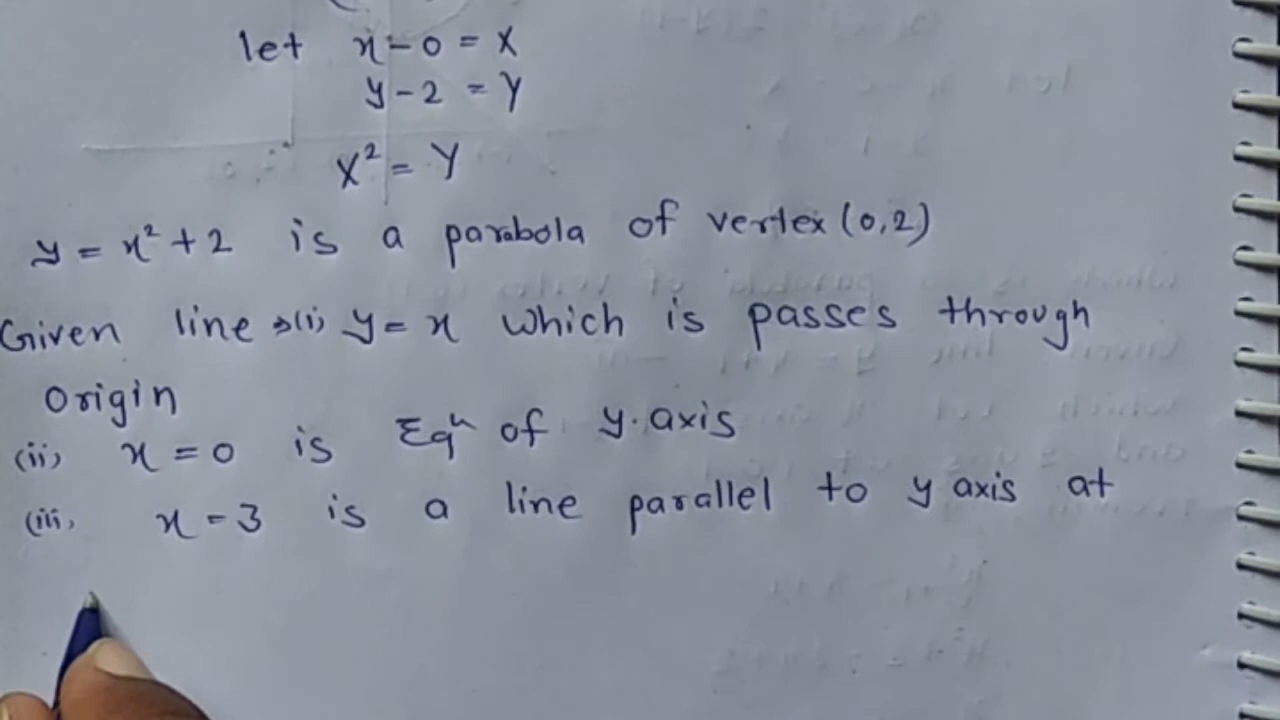 let x-0 = X
y-2 = Y
X² = Y
y = x²+2 is a parabola of vertex (0,2)
Given line →(i) y = x which is passes through
origin
(ii) x = 0 is Eqⁿ of y.axis
(iii) x = 3 is a line parallel to y axis at